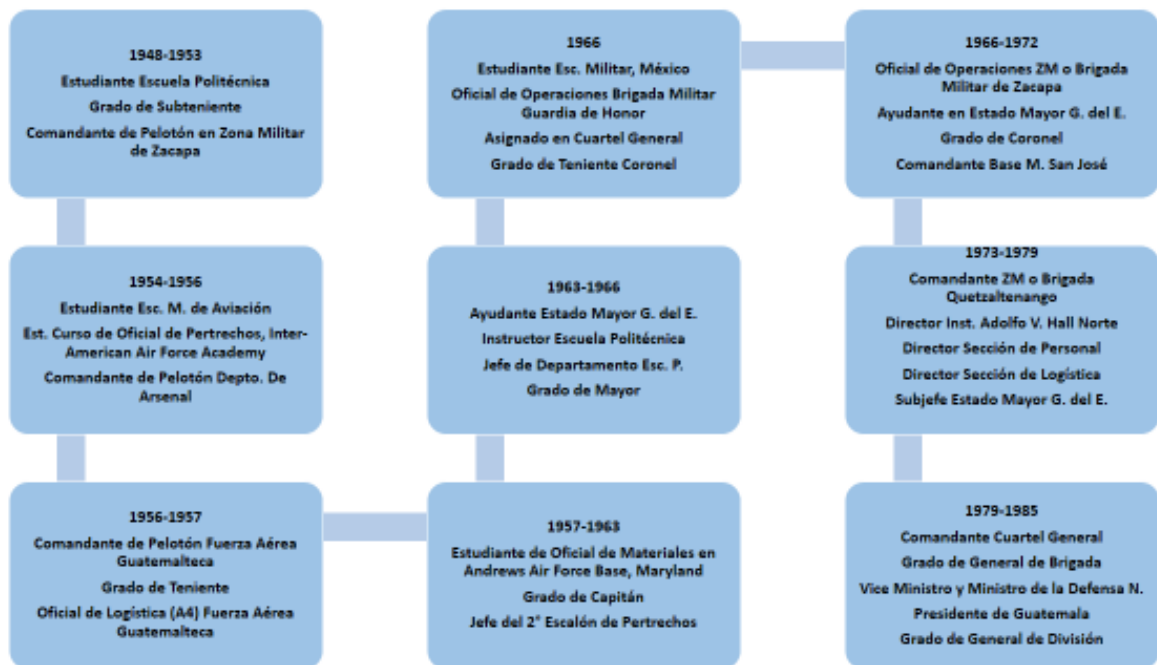 1948-1953
Estudiante Escuela Politécnica
Grado de Subteniente
Comandante de Pelotón en Zona Militar
de Zacapa
1954-1956
Estudiante Esc. M. de Aviación
Est. Curso de Oficial de Pertrechos, Inter-
American Air Force Academy
Comandante de Pelotón Depto. De
Arsenal
1956-1957
Comandante de Pelotón Fuerza Aérea
Guatemalteca
Grado de Teniente
Oficial de Logística (A4) Fuerza Aérea
Guatemalteca
1957-1963
Estudiante de Oficial de Materiales en
Andrews Air Force Base, Maryland
Grado de Capitán
Jefe del 2° Escalón de Pertrechos
1963-1966
Ayudante Estado Mayor G. del E.
Instructor Escuela Politécnica
Jefe de Departamento Esc. P.
Grado de Mayor
1966
Estudiante Esc. Militar, México
Oficial de Operaciones Brigada Militar
Guardia de Honor
Asignado en Cuartel General
Grado de Teniente Coronel
1966-1972
Oficial de Operaciones ZM o Brigada
Militar de Zacapa
Ayudante en Estado Mayor G. del E.
Grado de Coronel
Comandante Base M. San José
1973-1979
Comandante ZM o Brigada
Quetzaltenango
Director Inst. Adolfo V. Hall Norte
Director Sección de Personal
Director Sección de Logística
Subjefe Estado Mayor G. del E.
1979-1985
Comandante Cuartel General
Grado de General de Brigada
Vice Ministro y Ministro de la Defensa N.
Presidente de Guatemala
Grado de General de División